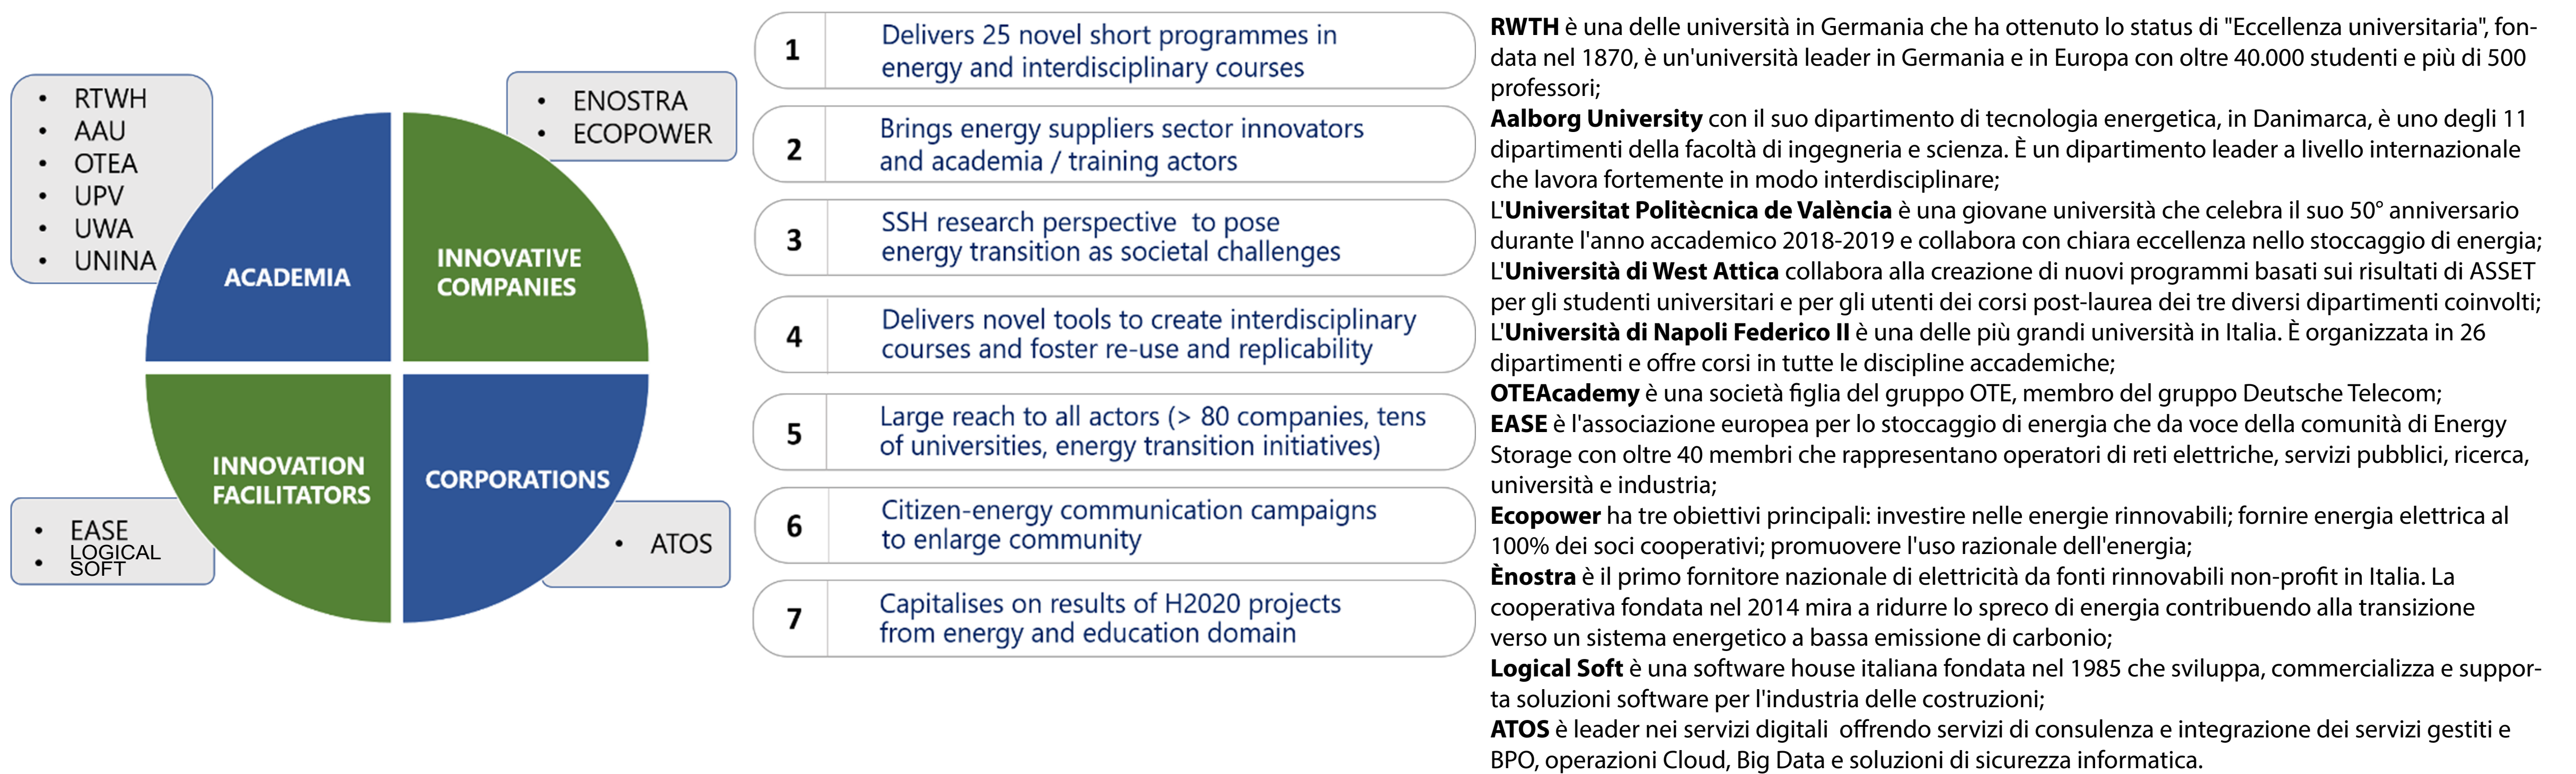 • RTWH
• AAU
• OTEA
• UPV
• UWA
• UNINA
• ENOSTRA
• ECOPOWER
ACADEMIA
INNOVATIVE
COMPANIES
INNOVATION
FACILITATORS
CORPORATIONS
• EASE
• LOGICAL
SOFT
• ATOS
1 Delivers 25 novel short programmes in
energy and interdisciplinary courses
2 Brings energy suppliers sector innovators
and academia / training actors
3 SSH research perspective to pose
energy transition as societal challenges
4 Delivers novel tools to create interdisciplinary
courses and foster re-use and replicability
5 Large reach to all actors (> 80 companies, tens
of universities, energy transition initiatives)
6 Citizen-energy communication campaigns
to enlarge community
7 Capitalises on results of H2020 projects
from energy and education domain
RWTH è una delle università in Germania che ha ottenuto lo status di "Eccellenza universitaria", fon-
data nel 1870, è un'università leader in Germania e in Europa con oltre 40.000 studenti e più di 500
professori;
Aalborg University con il suo dipartimento di tecnologia energetica, in Danimarca, è uno degli 11
dipartimenti della facoltà di ingegneria e scienza. È un dipartimento leader a livello internazionale
che lavora fortemente in modo interdisciplinare;
L'Universitat Politècnica de València è una giovane università che celebra il suo 50° anniversario
durante l'anno accademico 2018-2019 e collabora con chiara eccellenza nello stoccaggio di energia;
L'Università di West Attica collabora alla creazione di nuovi programmi basati sui risultati di ASSET
per gli studenti universitari e per gli utenti dei corsi post-laurea dei tre diversi dipartimenti coinvolti;
L'Università di Napoli Federico II è una delle più grandi università in Italia. È organizzata in 26
dipartimenti e offre corsi in tutte le discipline accademiche;
OTEAcademy è una società figlia del gruppo OTE, membro del gruppo Deutsche Telecom;
EASE è l'associazione europea per lo stoccaggio di energia che da voce della comunità di Energy
Storage con oltre 40 membri che rappresentano operatori di reti elettriche, servizi pubblici, ricerca,
università e industria;
Ecopower ha tre obiettivi principali: investire nelle energie rinnovabili; fornire energia elettrica al
100% dei soci cooperativi; promuovere l'uso razionale dell'energia;
Ènostra è il primo fornitore nazionale di elettricità da fonti rinnovabili non-profit in Italia. La
cooperativa fondata nel 2014 mira a ridurre lo spreco di energia contribuendo alla transizione
verso un sistema energetico a bassa emissione di carbonio;
Logical Soft è una software house italiana fondata nel 1985 che sviluppa, commercializza e suppor-
ta soluzioni software per l'industria delle costruzioni;
ATOS è leader nei servizi digitali offrendo servizi di consulenza e integrazione dei servizi gestiti e
BPO, operazioni Cloud, Big Data e soluzioni di sicurezza informatica.